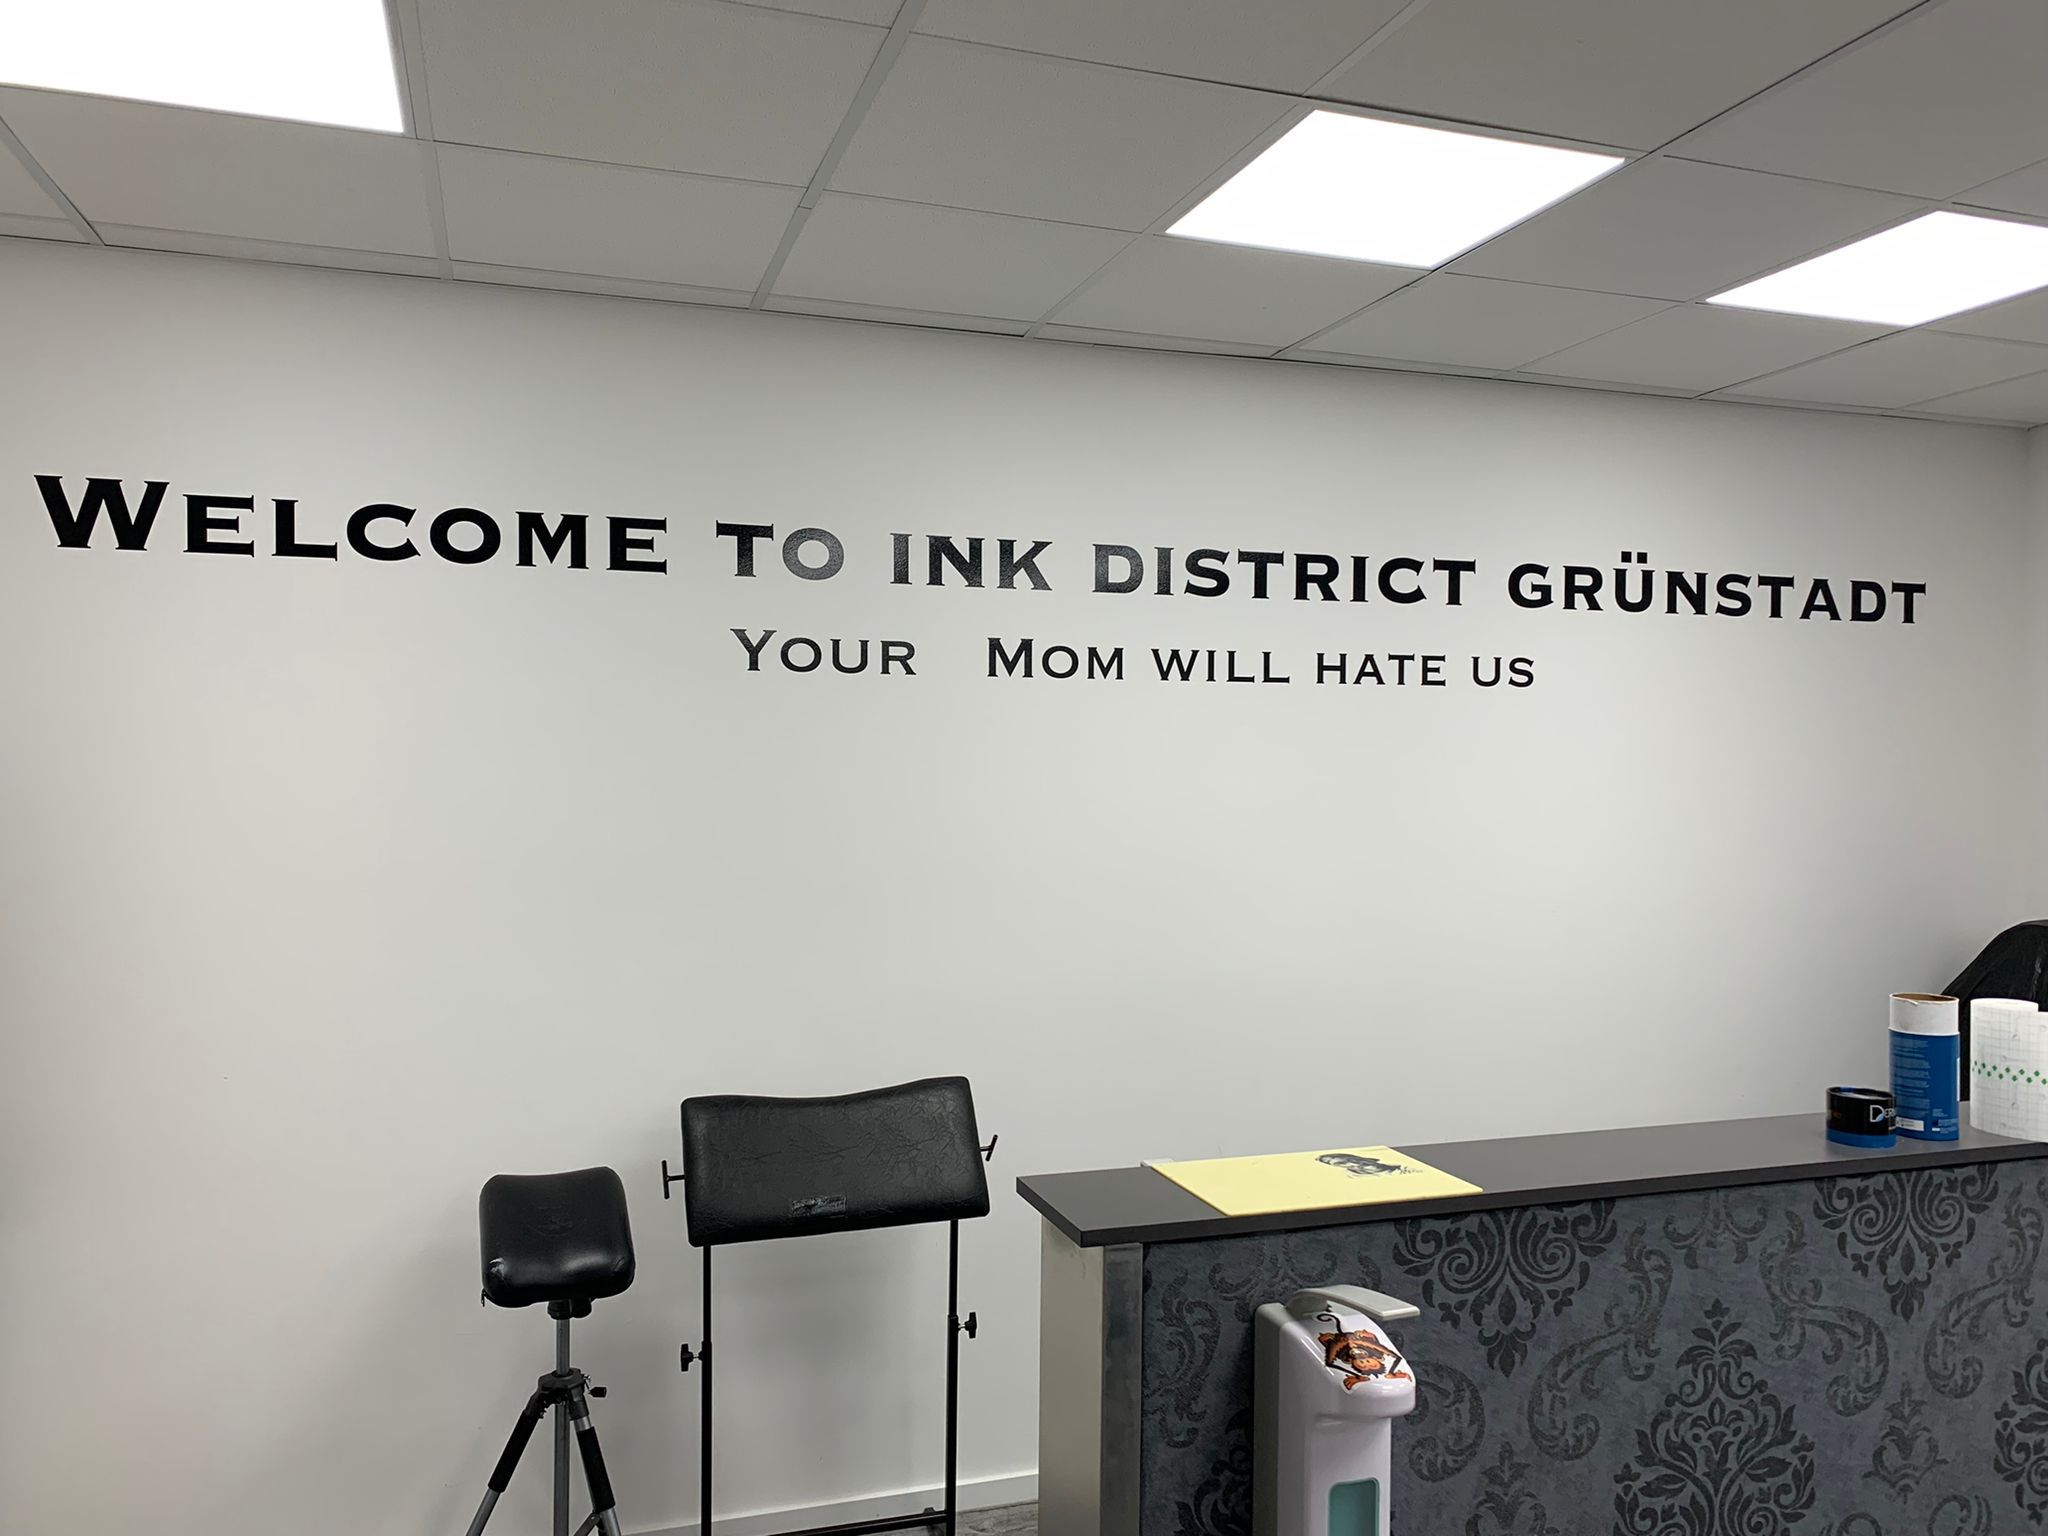 WELCOME TO INK DISTRICT GRÜNSTADT
YOUR MOM WILL HATE US